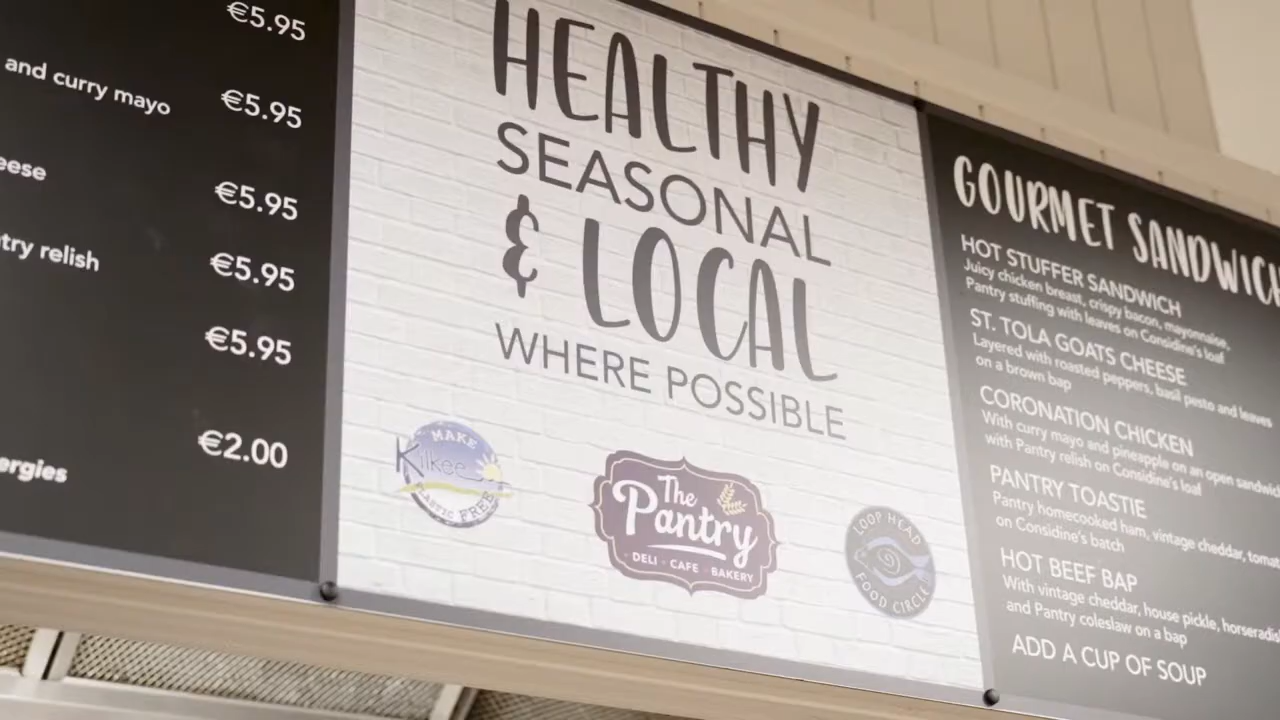 €5.95
and curry mayo €5.95
eese €5.95
try relish €5.95
€5.95
€2.00
ergies
HEALTHY
SEASONAL
& LOCAL
WHERE POSSIBLE
MAKE
Kilkee
PLASTIC FREE
The
Pantry
DELI · CAFE · BAKERY
LOOP HEAD
FOOD CIRCLE
GOURMET SANDWICH
HOT STUFFER SANDWICH
Juicy chicken breast, crispy bacon, mayonnaise,
Pantry stuffing with leaves on Considine's loaf
ST. TOLA GOATS CHEESE
Layered with roasted peppers, basil pesto and leaves
on a brown bap
CORONATION CHICKEN
With curry mayo and pineapple on an open sandwic
with Pantry relish on Considine's loaf
PANTRY TOASTIE
Pantry homecooked ham, vintage cheddar, tomat
on Considine's batch
HOT BEEF BAP
With vintage cheddar, house pickle, horseradis
and Pantry coleslaw on a bap
ADD A CUP OF SOUP